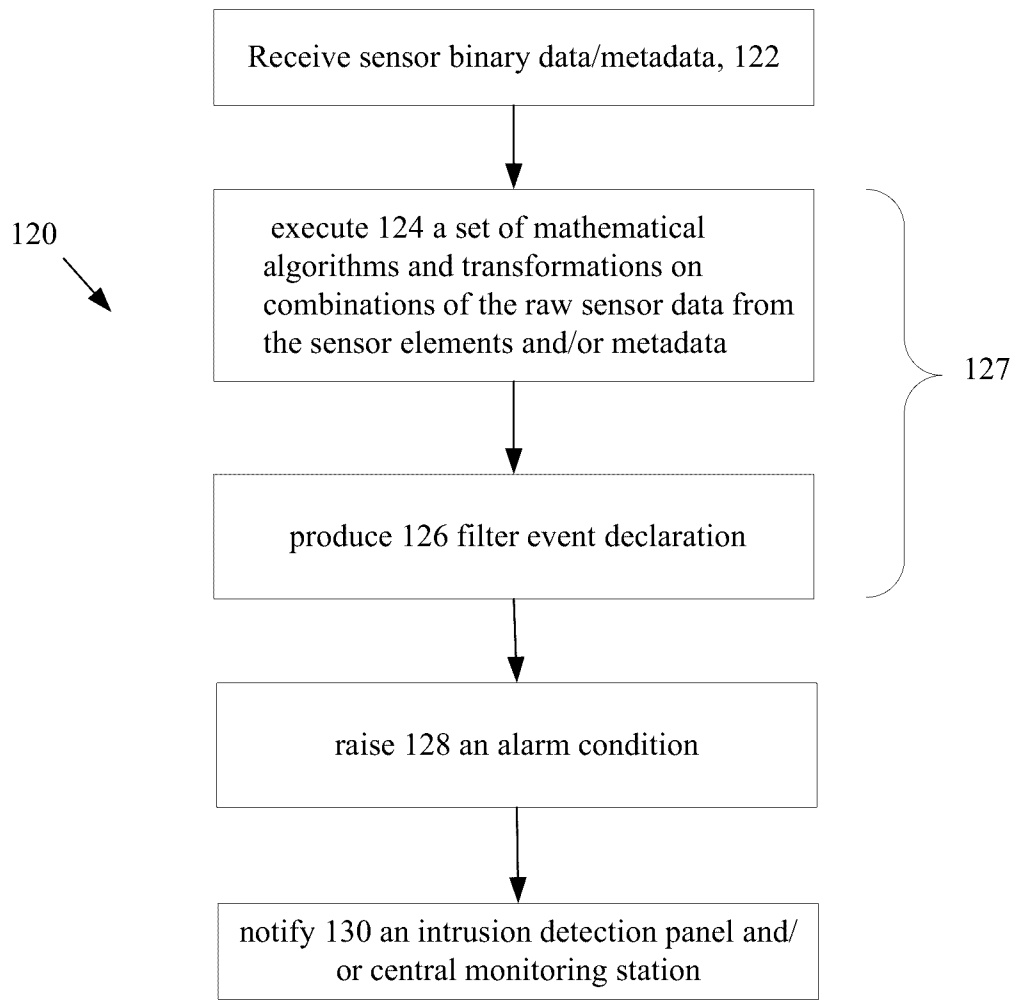 Receive sensor binary data/metadata, 122
120
execute 124 a set of mathematical
algorithms and transformations on
combinations of the raw sensor data from
the sensor elements and/or metadata
127
produce 126 filter event declaration
raise 128 an alarm condition
notify 130 an intrusion detection panel and/
or central monitoring station